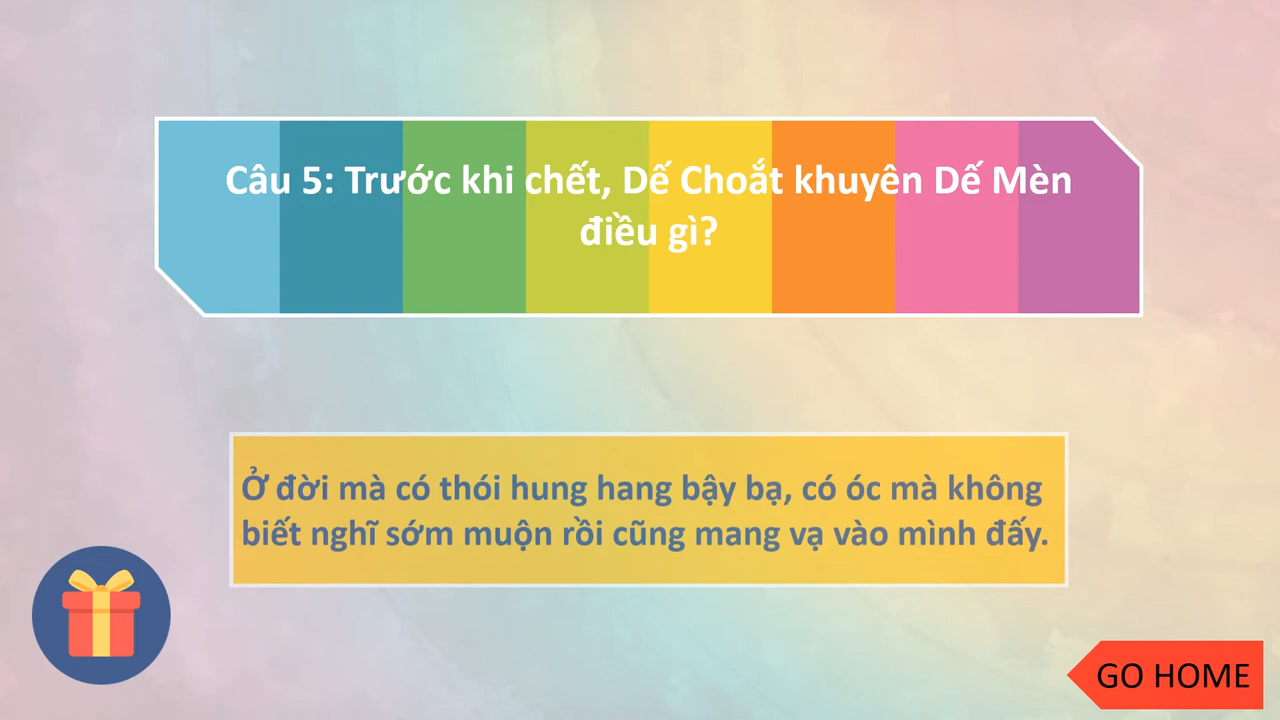 Câu 5: Trước khi chết, Dế Choắt khuyên Dế Mèn
điều gì?
Ở đời mà có thói hung hang bậy bạ, có óc mà không
biết nghĩ sớm muộn rồi cũng mang vạ vào mình đấy.
GO HOME